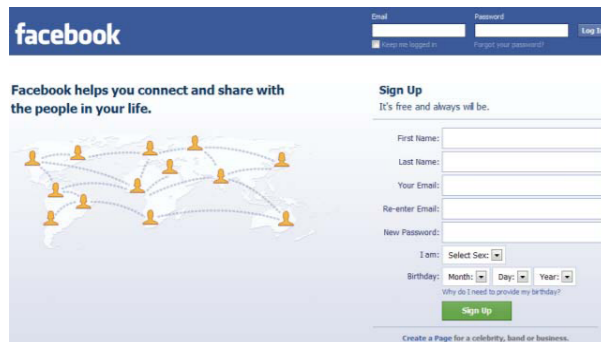 facebook
Email
Password
Keep me logged in
Forgot your password?
Log In
Facebook helps you connect and share with
the people in your life.
Sign Up
It's free and always will be.
First Name:
Last Name:
Your Email:
Re-enter Email:
New Password:
I am: Select Sex:
Birthday: Month: Day: Year:
Why do I need to provide my birthday?
Sign Up
Create a Page for a celebrity, band or business.